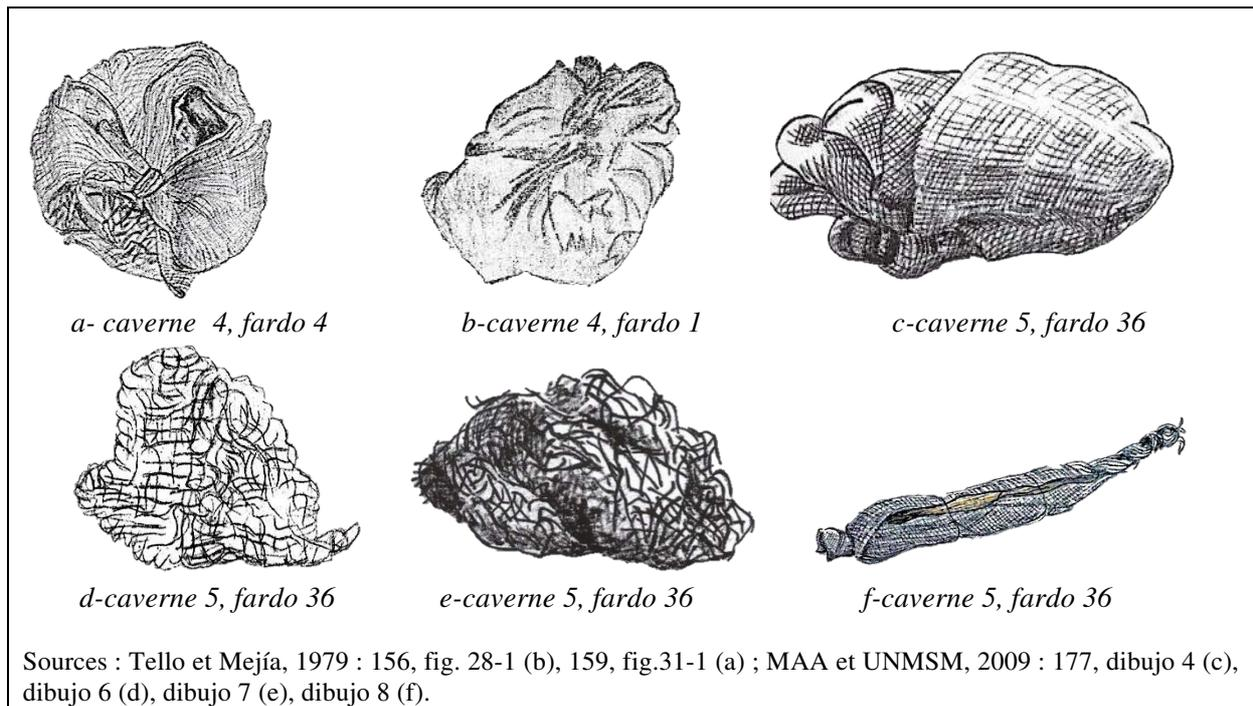 a- caverne 4, fardo 4
b-caverne 4, fardo 1
c-caverne 5, fardo 36
d-caverne 5, fardo 36
e-caverne 5, fardo 36
f-caverne 5, fardo 36
Sources : Tello et Mejía, 1979 : 156, fig. 28-1 (b), 159, fig.31-1 (a) ; MAA et UNMSM, 2009 : 177, dibujo 4 (c),
dibujo 6 (d), dibujo 7 (e), dibujo 8 (f).